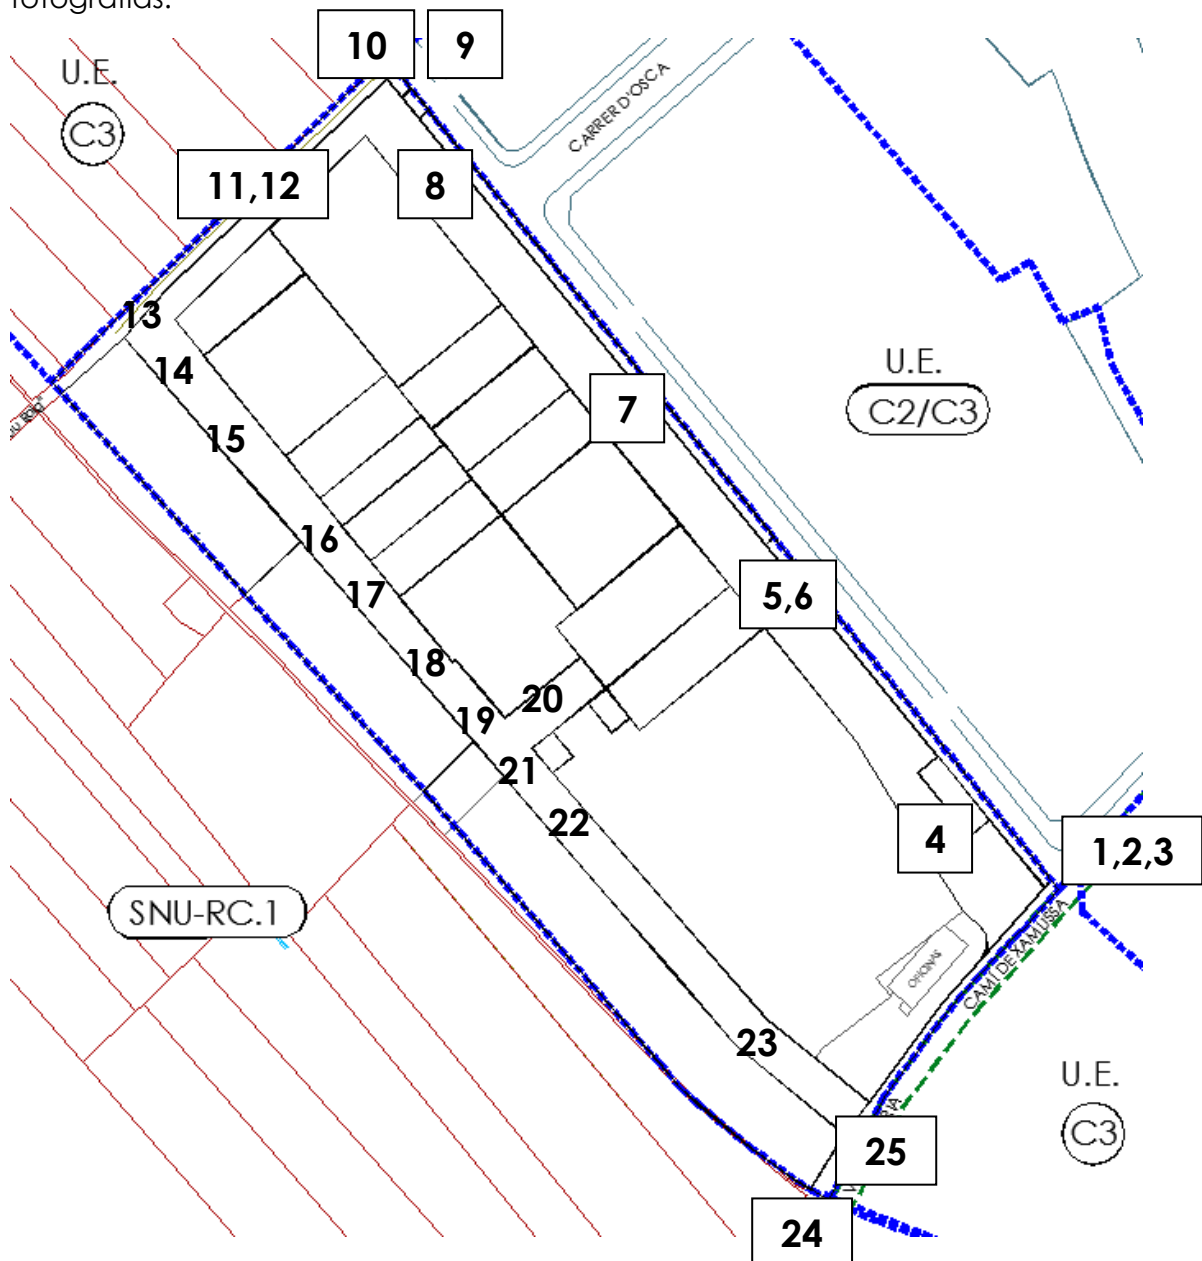 fotografías.
10
9
U.E.
C3
CARRER D'OSCA
11,12
8
13
14
U.E.
C2/C3
7
15
16
17
5,6
18
20
19
21
22
4
1,2,3
SNU-RC.1
OFICINAS
CAMI DE XAMUSSA
23
U.E.
C3
25
24